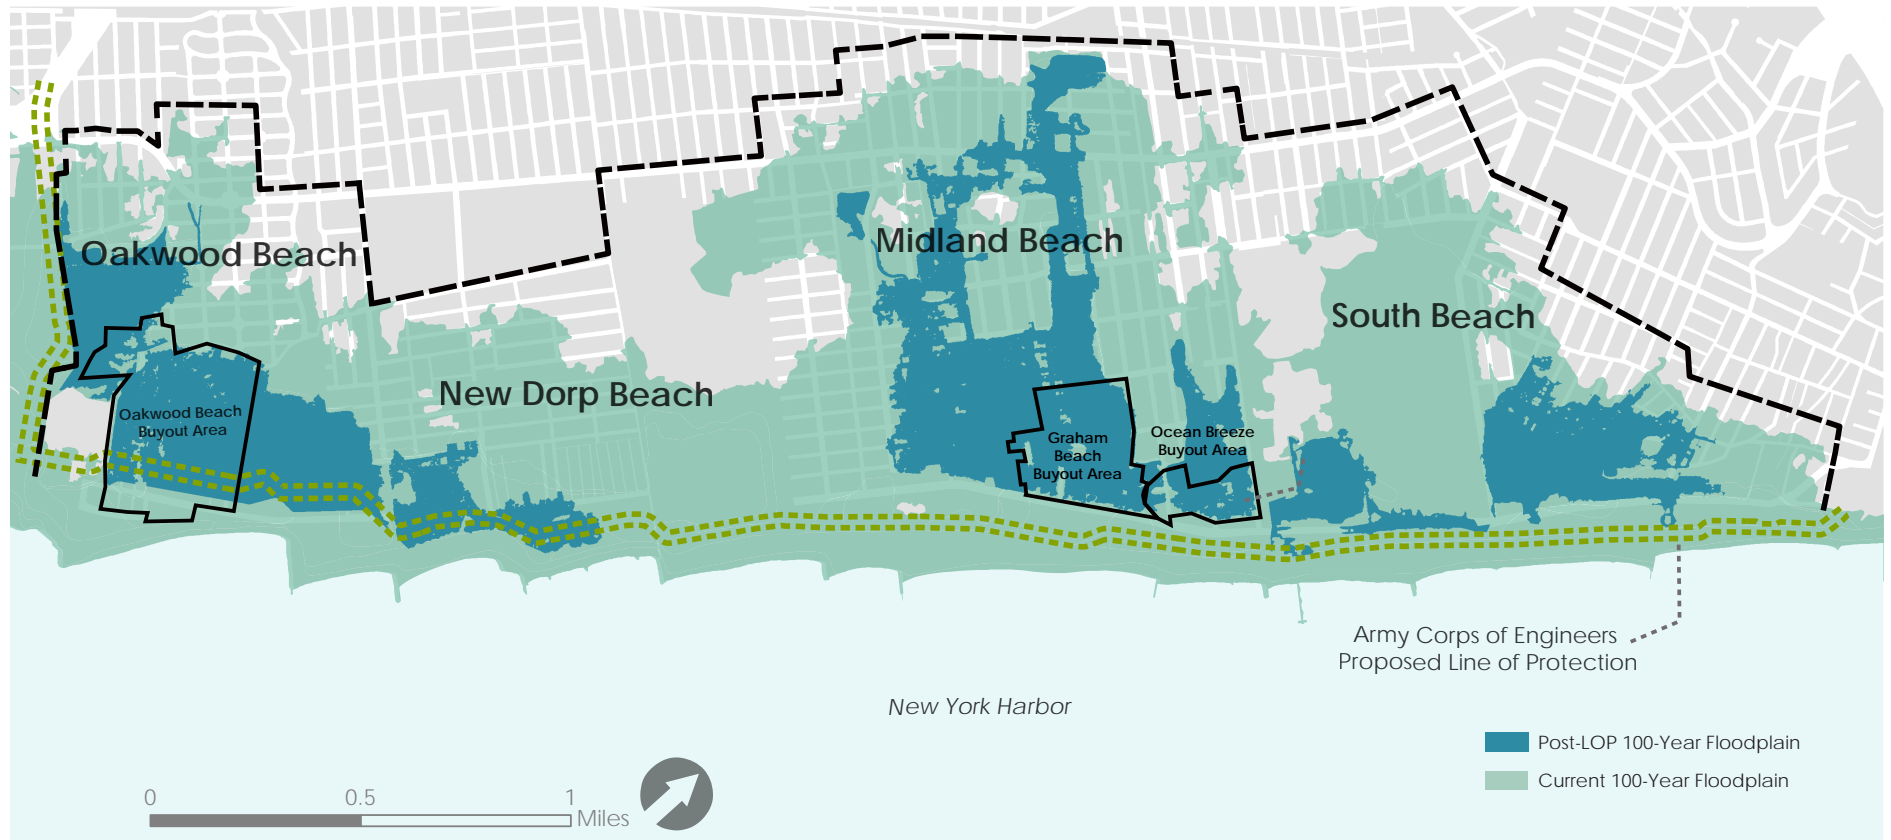 Oakwood Beach
Midland Beach
South Beach
New Dorp Beach
Oakwood Beach
Buyout Area
Graham
Beach
Buyout Area
Ocean Breeze
Buyout Area
Army Corps of Engineers
Proposed Line of Protection
New York Harbor
Post-LOP 100-Year Floodplain
Current 100-Year Floodplain
0 0.5 1
Miles